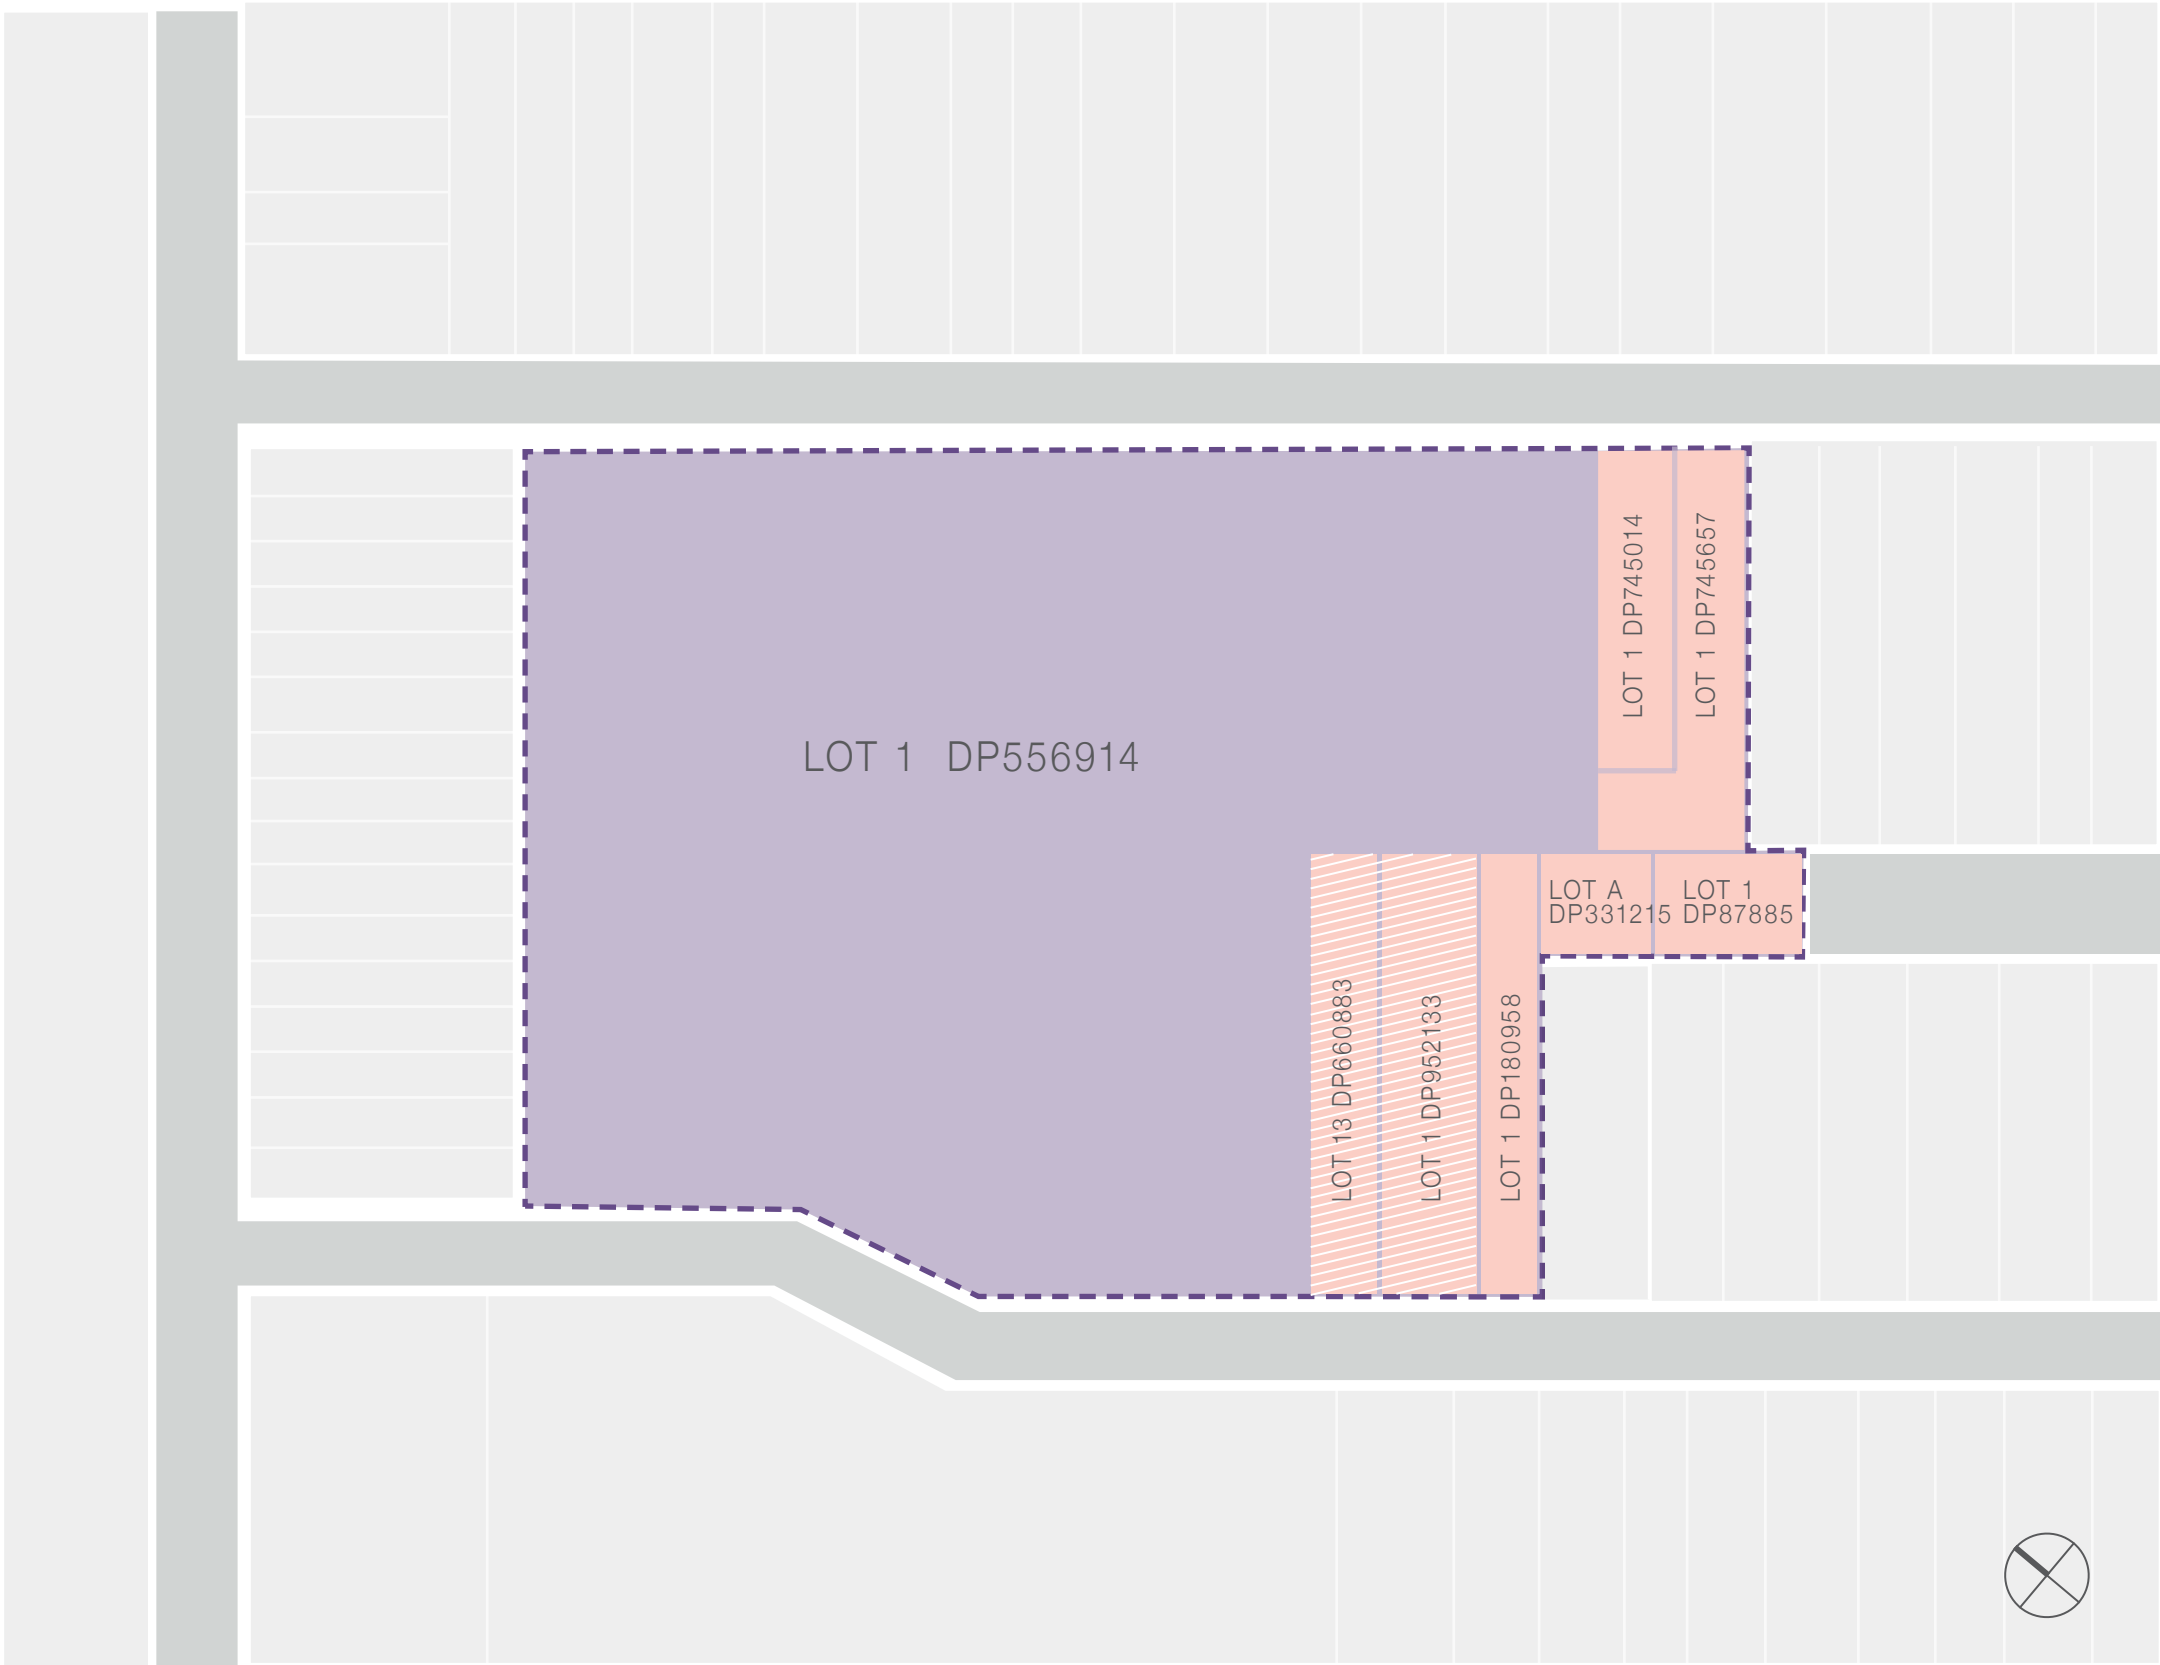 LOT 1 DP745014
LOT 1 DP745657
LOT 1 DP556914
LOT A
DP331215
LOT 1
DP87885
LOT 13 DP660883
LOT 1 DP952133
LOT 1 DP180958